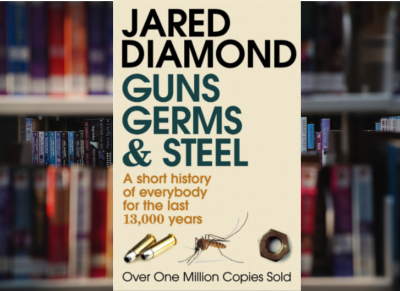 JARED
DIAMOND
GUNS
GERMS
& STEEL
A short history
of everybody
for the last
13,000 years
Over One Million Copies Sold